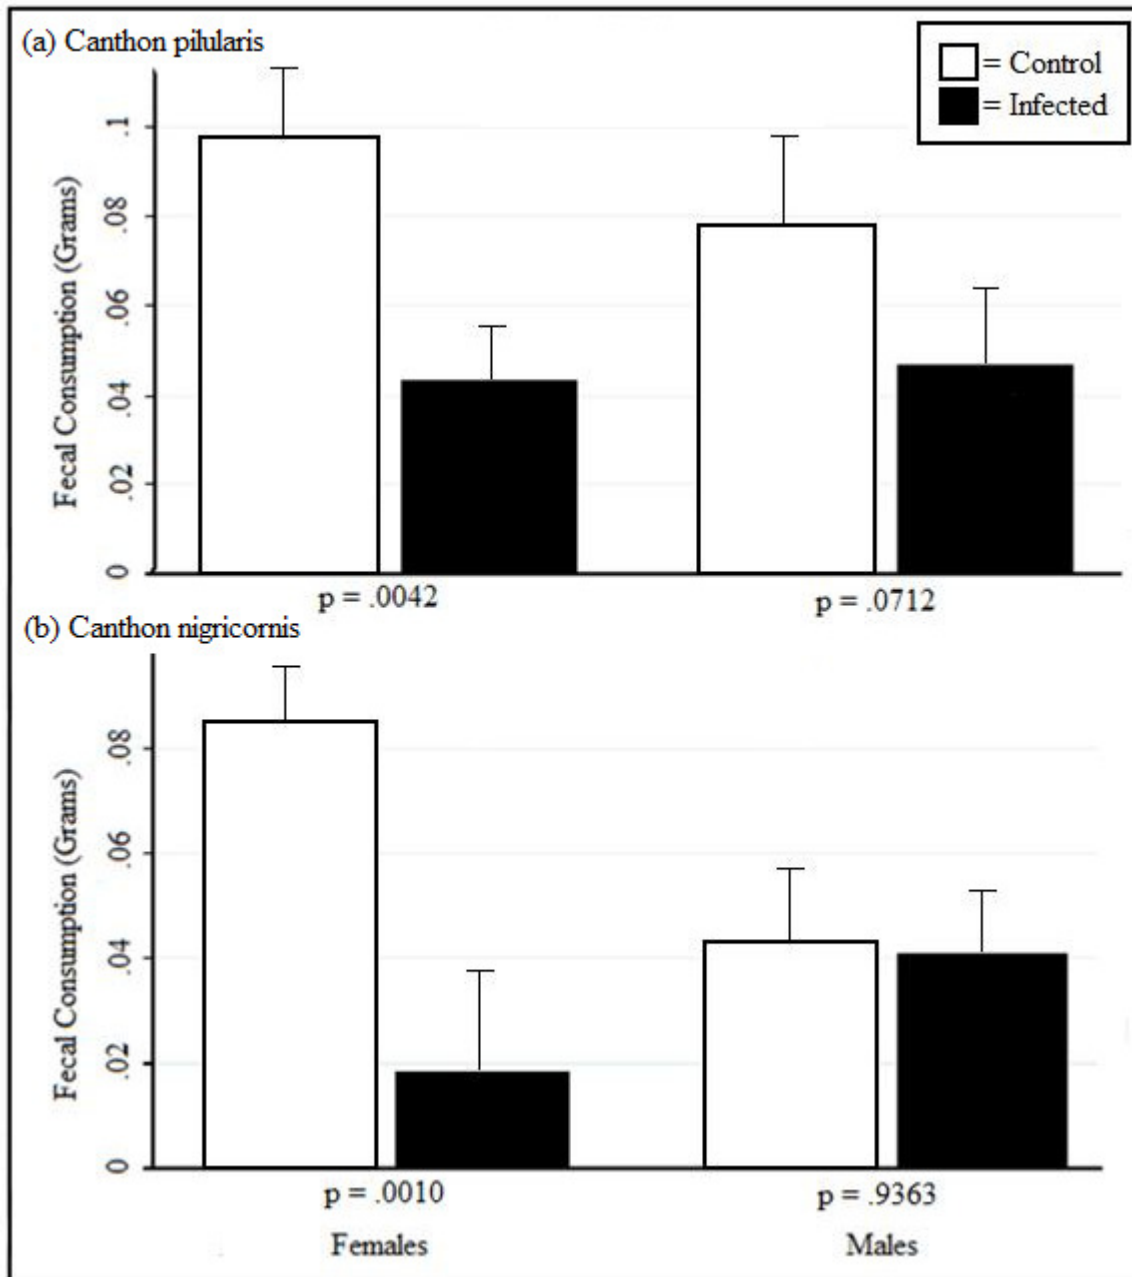 (a) Canthon pilularis
= Control
= Infected
Fecal Consumption (Grams)
.1
.08
.06
.04
.02
0
p = .0042
p = .0712
(b) Canthon nigricornis
Fecal Consumption (Grams)
.08
.06
.04
.02
0
p = .0010
p = .9363
Females
Males